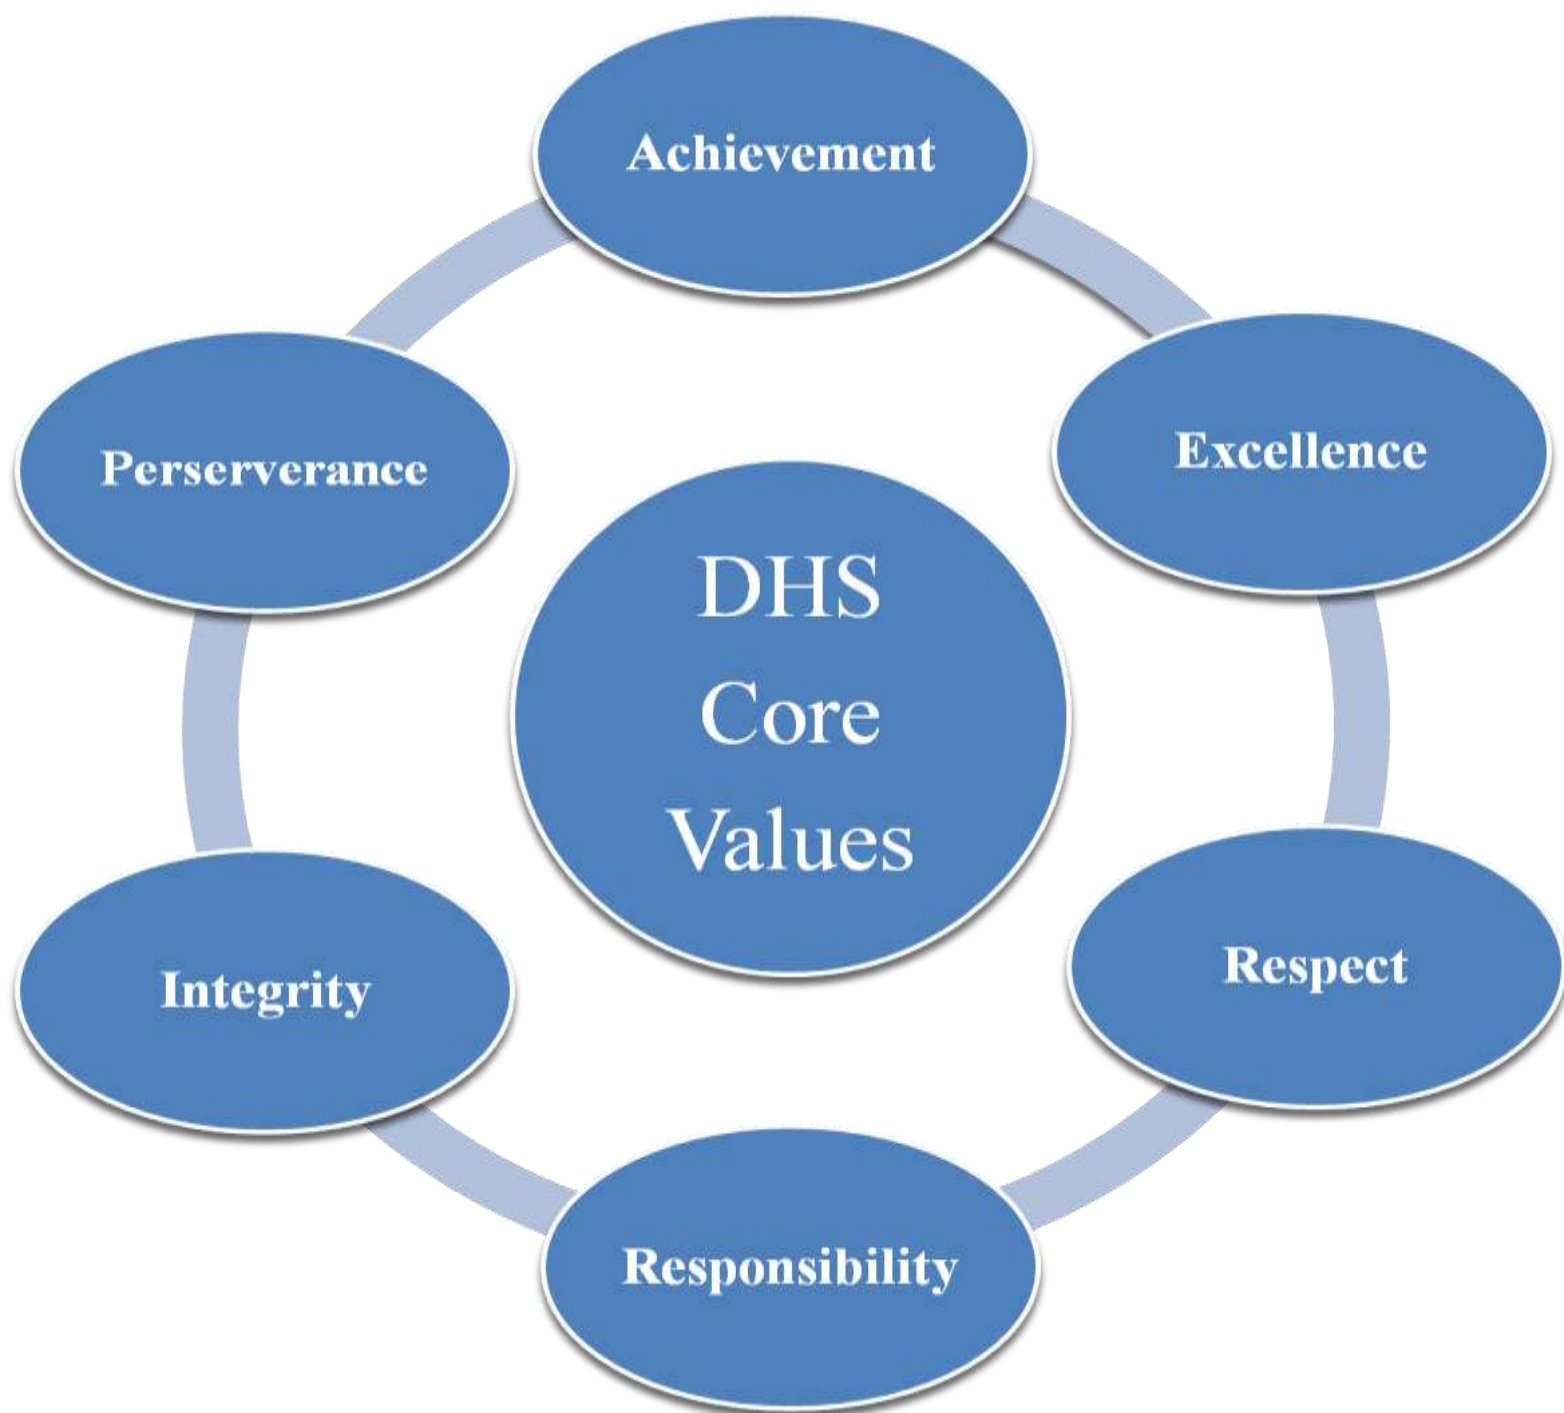 Achievement
Excellence
Perserverance
DHS
Core
Values
Respect
Integrity
Responsibility